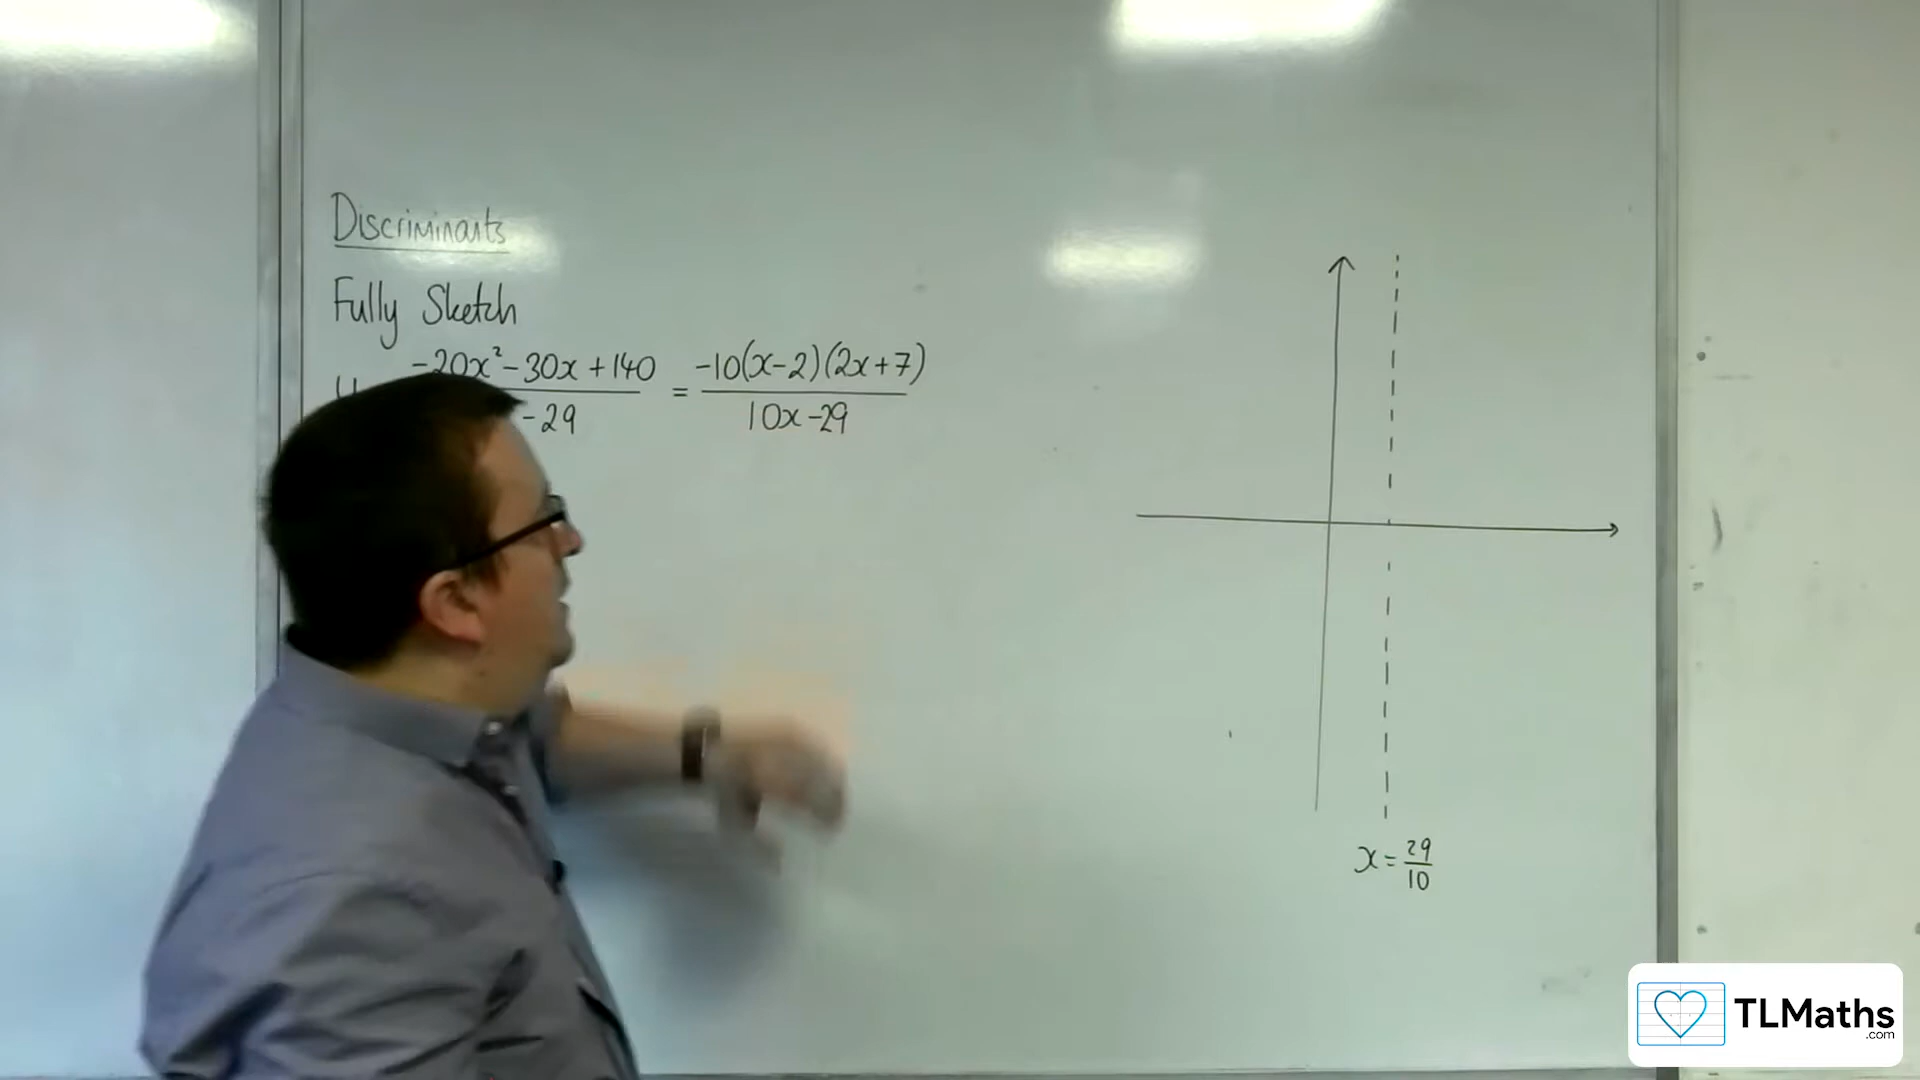 Discriminants
Fully Sketch
-20x² - 30x + 140 = -10(x-2)(2x+7)
-29 10x-29
x = 29/10
TLMaths
.com